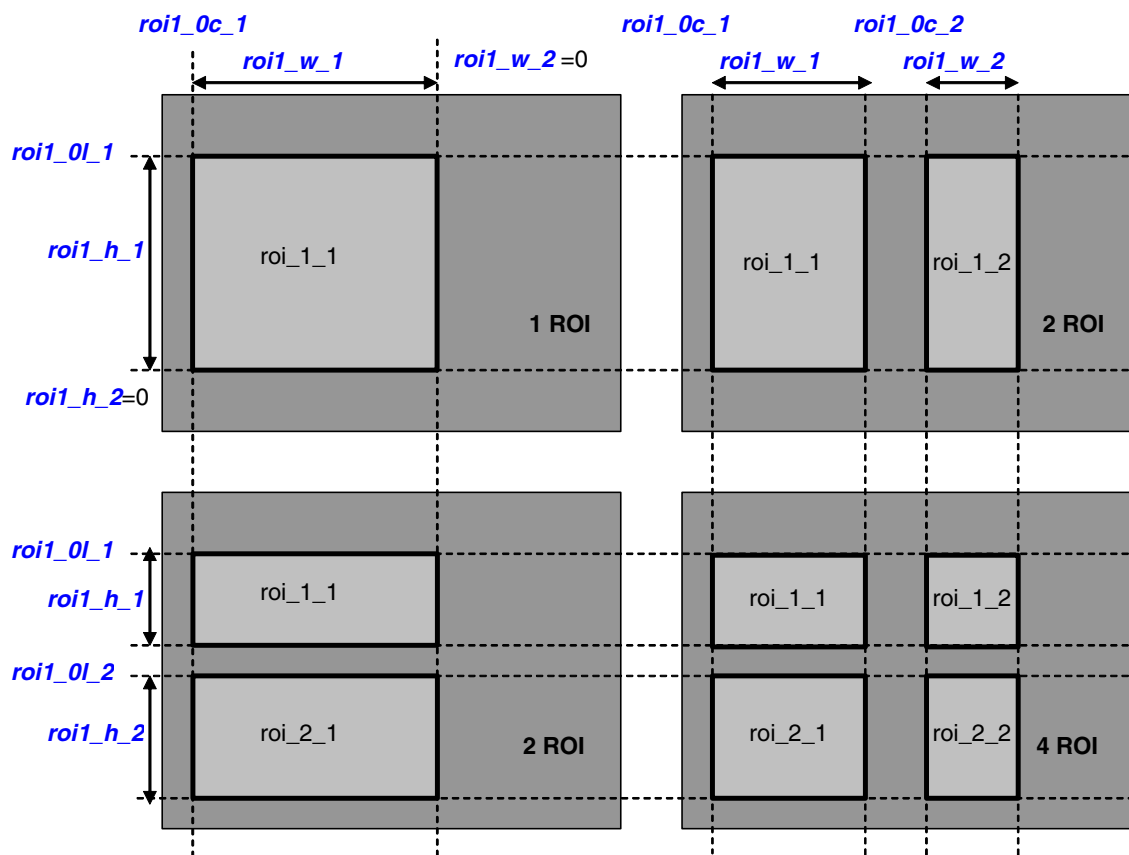 roi1_0c_1
roi1_0c_1
roi1_0c_2
roi1_w_1
roi1_w_2 =0
roi1_w_1
roi1_w_2
roi1_0l_1
roi1_h_1
roi_1_1
roi_1_1
roi_1_2
1 ROI
2 ROI
roi1_h_2=0
roi1_0l_1
roi1_h_1
roi_1_1
roi_1_1
roi_1_2
roi1_0l_2
roi1_h_2
roi_2_1
2 ROI
roi_2_1
roi_2_2
4 ROI